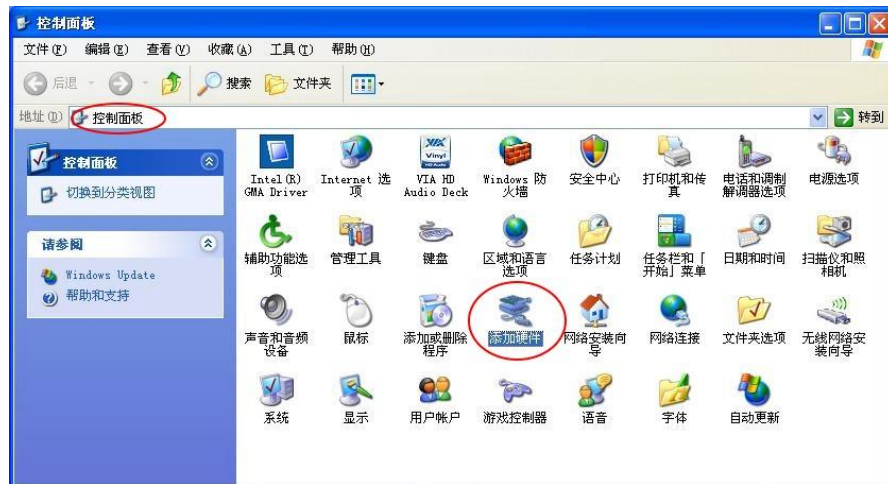 控制面板
文件(F) 编辑(E) 查看(V) 收藏(A) 工具(T) 帮助(H)
后退 搜索 文件夹
地址(D) 控制面板 转到
控制面板
切换到分类视图
请参阅
Windows Update
帮助和支持
Intel(R)
GMA Driver
Internet 选
项
VIA
Vinyl
HD Audio
VIA HD
Audio Deck
Windows 防
火墙
安全中心
打印机和传
真
电话和调制
解调器选项
电源选项
辅助功能选
项
管理工具
键盘
区域和语言
选项
任务计划
任务栏和「
开始」菜单
日期和时间
扫描仪和照
相机
声音和音频
设备
鼠标
添加或删除
程序
添加硬件
网络安装向
导
网络连接
文件夹选项
无线网络安
装向导
系统
显示
用户帐户
游戏控制器
语音
字体
自动更新